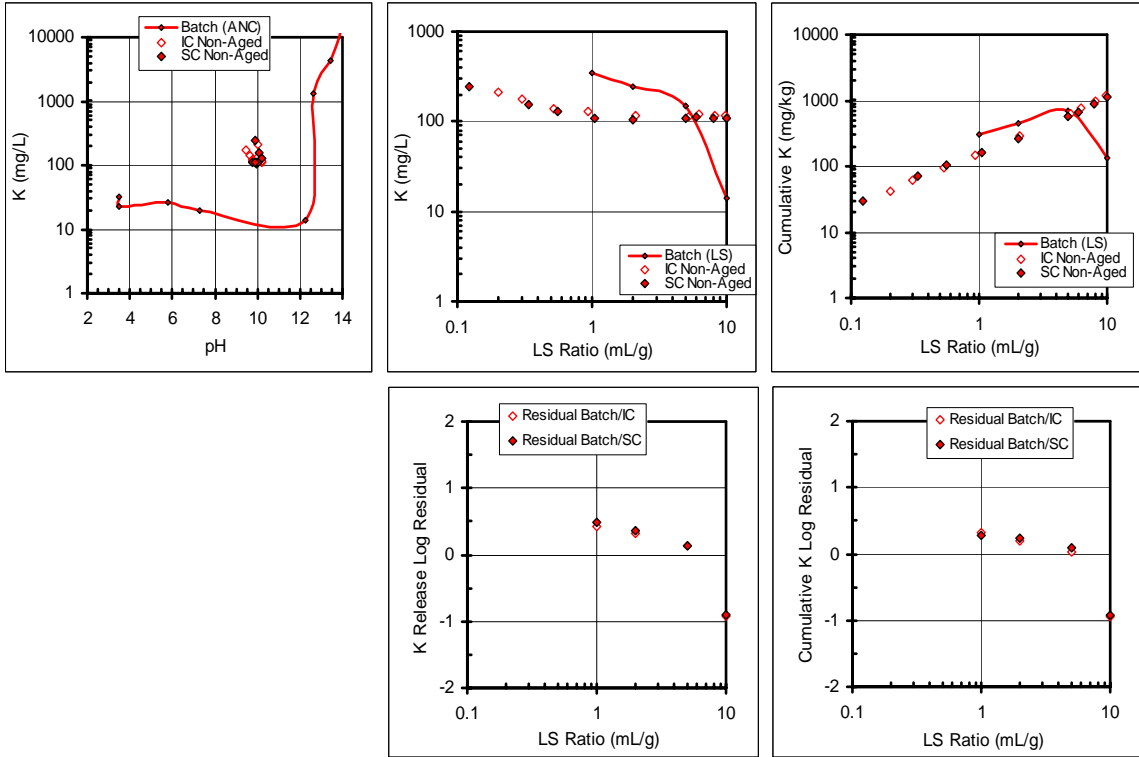 Batch (ANC)
IC Non-Aged
SC Non-Aged
10000
1000
100
10
1
K (mg/L)
2 4 6 8 10 12 14
pH
1000
100
10
1
K (mg/L)
Batch (LS)
IC Non-Aged
SC Non-Aged
0.1 1 10
LS Ratio (mL/g)
10000
1000
100
10
1
Cumulative K (mg/kg)
Batch (LS)
IC Non-Aged
SC Non-Aged
0.1 1 10
LS Ratio (mL/g)
Residual Batch/IC
Residual Batch/SC
2
1
0
-1
-2
K Release Log Residual
0.1 1 10
LS Ratio (mL/g)
Residual Batch/IC
Residual Batch/SC
2
1
0
-1
-2
Cumulative K Log Residual
0.1 1 10
LS Ratio (mL/g)